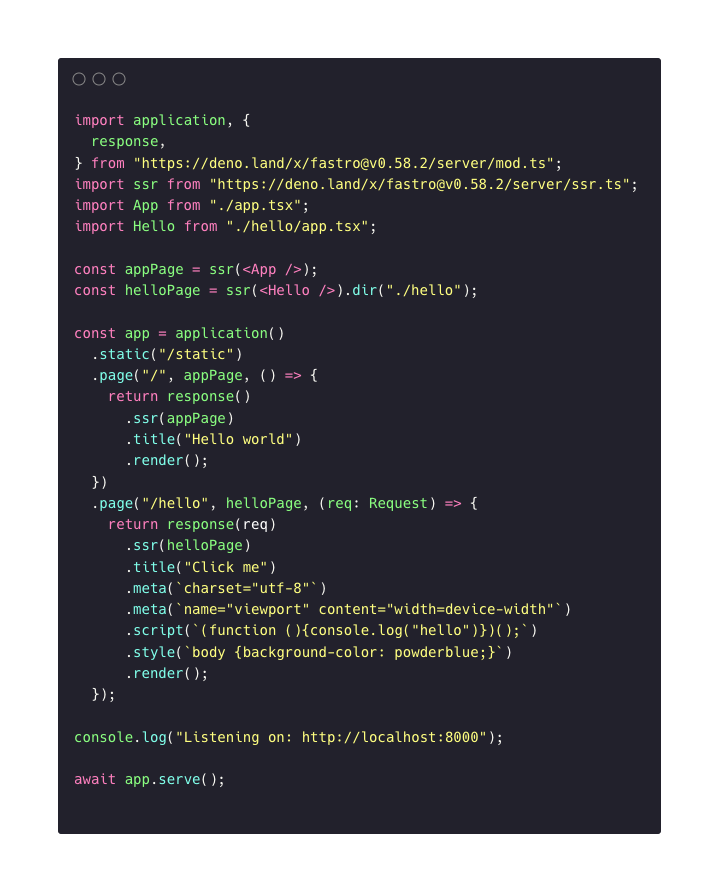 import application, {
  response,
} from "https://deno.land/x/fastro@v0.58.2/server/mod.ts";
import ssr from "https://deno.land/x/fastro@v0.58.2/server/ssr.ts";
import App from "./app.tsx";
import Hello from "./hello/app.tsx";

const appPage = ssr(<App />);
const helloPage = ssr(<Hello />).dir("./hello");

const app = application()
  .static("/static")
  .page("/", appPage, () => {
    return response()
      .ssr(appPage)
      .title("Hello world")
      .render();
  })
  .page("/hello", helloPage, (req: Request) => {
    return response(req)
      .ssr(helloPage)
      .title("Click me")
      .meta(`charset="utf-8"`)
      .meta(`name="viewport" content="width=device-width"`)
      .script(`(function (){console.log("hello")})();`)
      .style(`body {background-color: powderblue;}`)
      .render();
  });

console.log("Listening on: http://localhost:8000");

await app.serve();